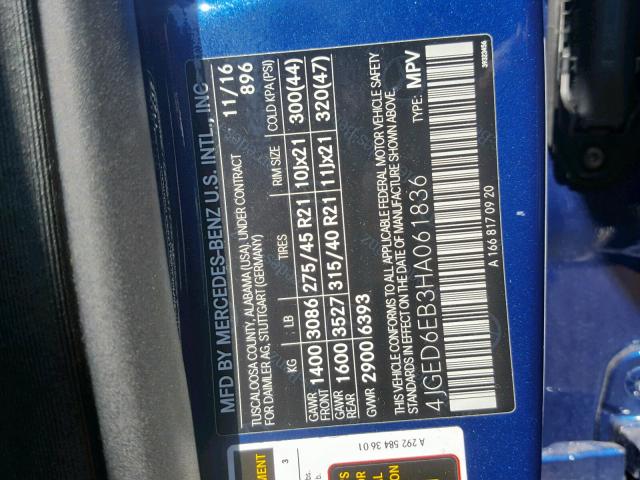 MFD BY MERCEDES-BENZ U.S. INTL., INC
TUSCALOOSA COUNTY, ALABAMA (USA), UNDER CONTRACT 11/16
FOR DAIMLER AG, STUTTGART (GERMANY) 896
KG LB TIRES RIM SIZE COLD KPA (PSI)
GAWR FRONT 1400 3086 275/45 R21 10Jx21 300(44)
GAWR REAR 1600 3527 315/40 R21 11Jx21 320(47)
GVWR 2900 6393
THIS VEHICLE CONFORMS TO ALL APPLICABLE FEDERAL MOTOR VEHICLE SAFETY
STANDARDS IN EFFECT ON THE DATE OF MANUFACTURE SHOWN ABOVE.
4JGED6EB3HA061836 TYPE: MPV
A 166 817 09 20
39323456
A 292 584 36 01
3